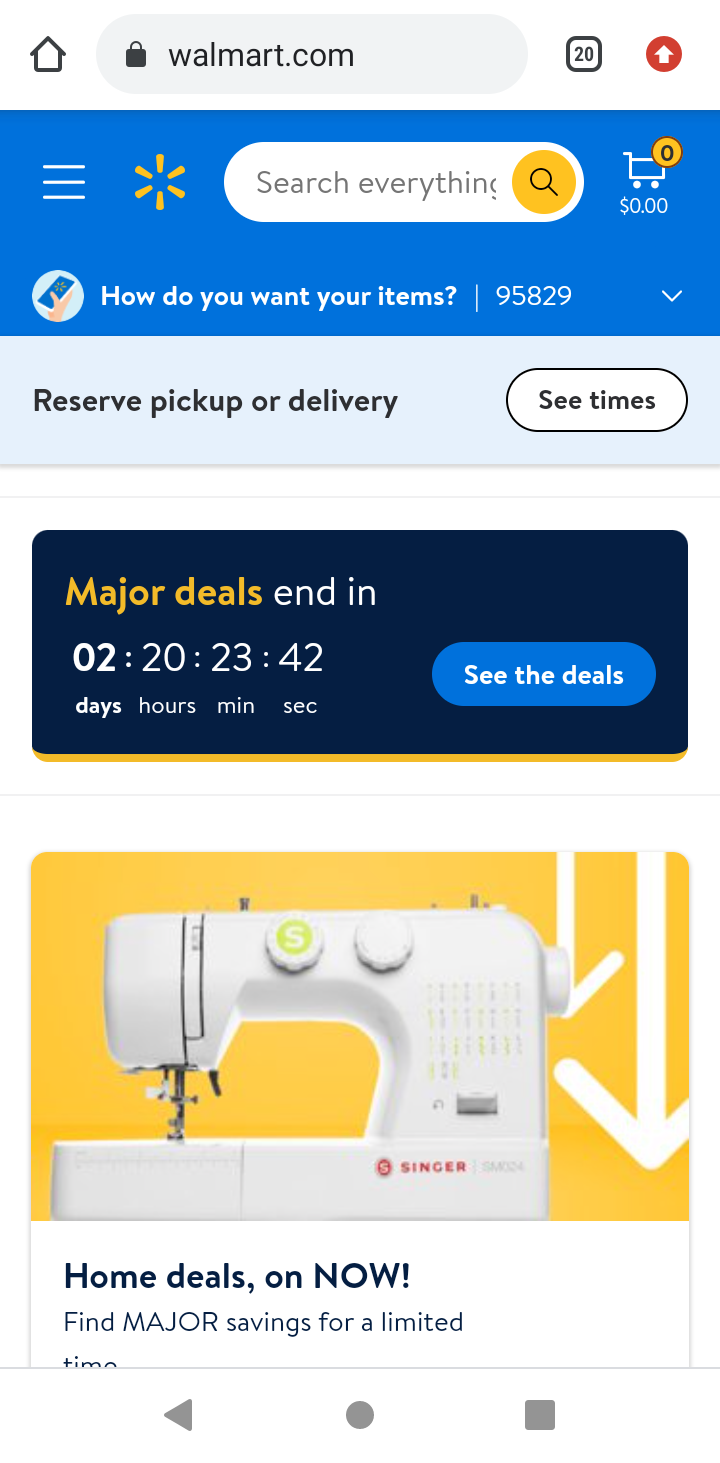 walmart.com
20
Search everything
0
$0.00
How do you want your items? | 95829
Reserve pickup or delivery
See times
Major deals end in
02 : 20 : 23 : 42
days hours min sec
See the deals
S
S SINGER | SM024
Home deals, on NOW!
Find MAJOR savings for a limited
time